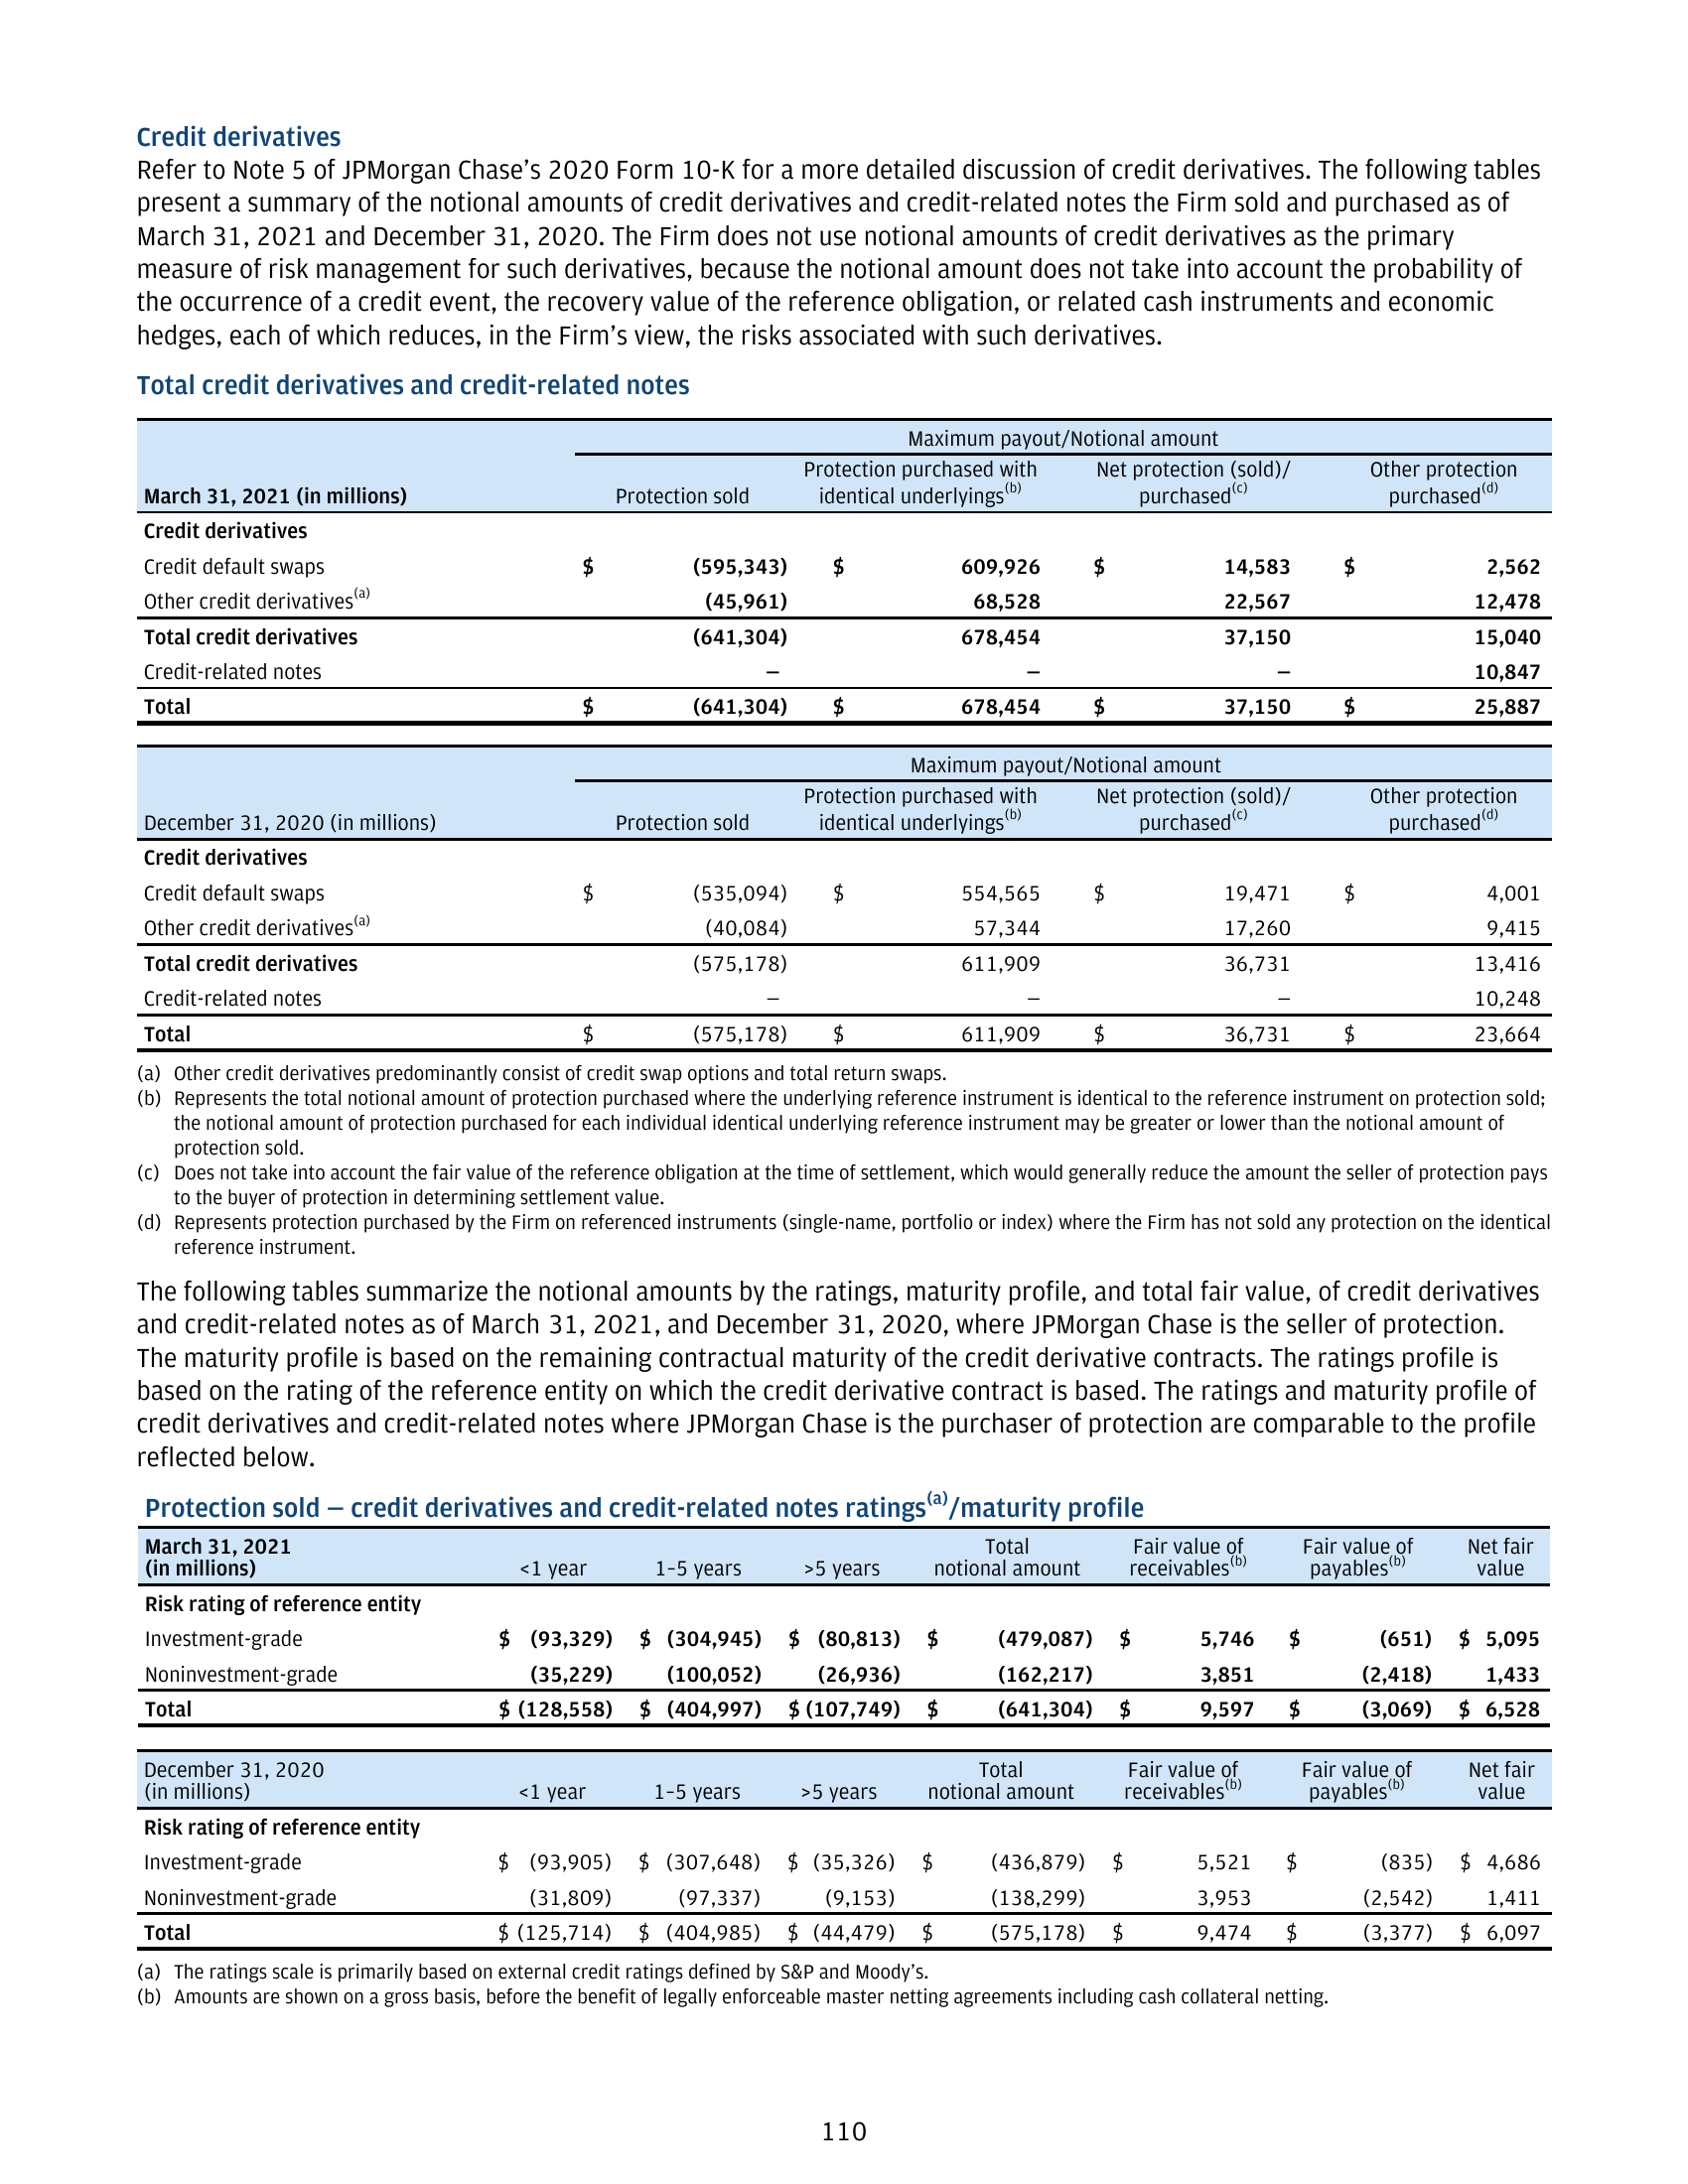 Credit derivatives
Refer to Note 5 of JPMorgan Chase’s 2020 Form 10-K for a more detailed discussion of credit derivatives. The following tables
present a summary of the notional amounts of credit derivatives and credit-related notes the Firm sold and purchased as of
March 31, 2021 and December 31, 2020. The Firm does not use notional amounts of credit derivatives as the primary
measure of risk management for such derivatives, because the notional amount does not take into account the probability of
the occurrence of a credit event, the recovery value of the reference obligation, or related cash instruments and economic
hedges, each of which reduces, in the Firm’s view, the risks associated with such derivatives.
Total credit derivatives and credit-related notes
Maximum payout/Notional amount
March 31, 2021 (in millions) Protection sold Protection purchased with identical underlyings(b) Net protection (sold)/ purchased(c) Other protection purchased(d)
Credit derivatives
Credit default swaps $ (595,343) $ 609,926 $ 14,583 $ 2,562
Other credit derivatives(a) (45,961) 68,528 22,567 12,478
Total credit derivatives (641,304) 678,454 37,150 15,040
Credit-related notes — — — 10,847
Total $ (641,304) $ 678,454 $ 37,150 $ 25,887
Maximum payout/Notional amount
December 31, 2020 (in millions) Protection sold Protection purchased with identical underlyings(b) Net protection (sold)/ purchased(c) Other protection purchased(d)
Credit derivatives
Credit default swaps $ (535,094) $ 554,565 $ 19,471 $ 4,001
Other credit derivatives(a) (40,084) 57,344 17,260 9,415
Total credit derivatives (575,178) 611,909 36,731 13,416
Credit-related notes — — — 10,248
Total $ (575,178) $ 611,909 $ 36,731 $ 23,664
(a) Other credit derivatives predominantly consist of credit swap options and total return swaps.
(b) Represents the total notional amount of protection purchased where the underlying reference instrument is identical to the reference instrument on protection sold;
the notional amount of protection purchased for each individual identical underlying reference instrument may be greater or lower than the notional amount of
protection sold.
(c) Does not take into account the fair value of the reference obligation at the time of settlement, which would generally reduce the amount the seller of protection pays
to the buyer of protection in determining settlement value.
(d) Represents protection purchased by the Firm on referenced instruments (single-name, portfolio or index) where the Firm has not sold any protection on the identical
reference instrument.
The following tables summarize the notional amounts by the ratings, maturity profile, and total fair value, of credit derivatives
and credit-related notes as of March 31, 2021, and December 31, 2020, where JPMorgan Chase is the seller of protection.
The maturity profile is based on the remaining contractual maturity of the credit derivative contracts. The ratings profile is
based on the rating of the reference entity on which the credit derivative contract is based. The ratings and maturity profile of
credit derivatives and credit-related notes where JPMorgan Chase is the purchaser of protection are comparable to the profile
reflected below.
Protection sold — credit derivatives and credit-related notes ratings(a)/maturity profile
March 31, 2021 (in millions) <1 year 1–5 years >5 years Total notional amount Fair value of receivables(b) Fair value of payables(b) Net fair value
Risk rating of reference entity
Investment-grade $ (93,329) $ (304,945) $ (80,813) $ (479,087) $ 5,746 $ (651) $ 5,095
Noninvestment-grade (35,229) (100,052) (26,936) (162,217) 3,851 (2,418) 1,433
Total $ (128,558) $ (404,997) $ (107,749) $ (641,304) $ 9,597 $ (3,069) $ 6,528
December 31, 2020 (in millions) <1 year 1–5 years >5 years Total notional amount Fair value of receivables(b) Fair value of payables(b) Net fair value
Risk rating of reference entity
Investment-grade $ (93,905) $ (307,648) $ (35,326) $ (436,879) $ 5,521 $ (835) $ 4,686
Noninvestment-grade (31,809) (97,337) (9,153) (138,299) 3,953 (2,542) 1,411
Total $ (125,714) $ (404,985) $ (44,479) $ (575,178) $ 9,474 $ (3,377) $ 6,097
(a) The ratings scale is primarily based on external credit ratings defined by S&P and Moody’s.
(b) Amounts are shown on a gross basis, before the benefit of legally enforceable master netting agreements including cash collateral netting.
110